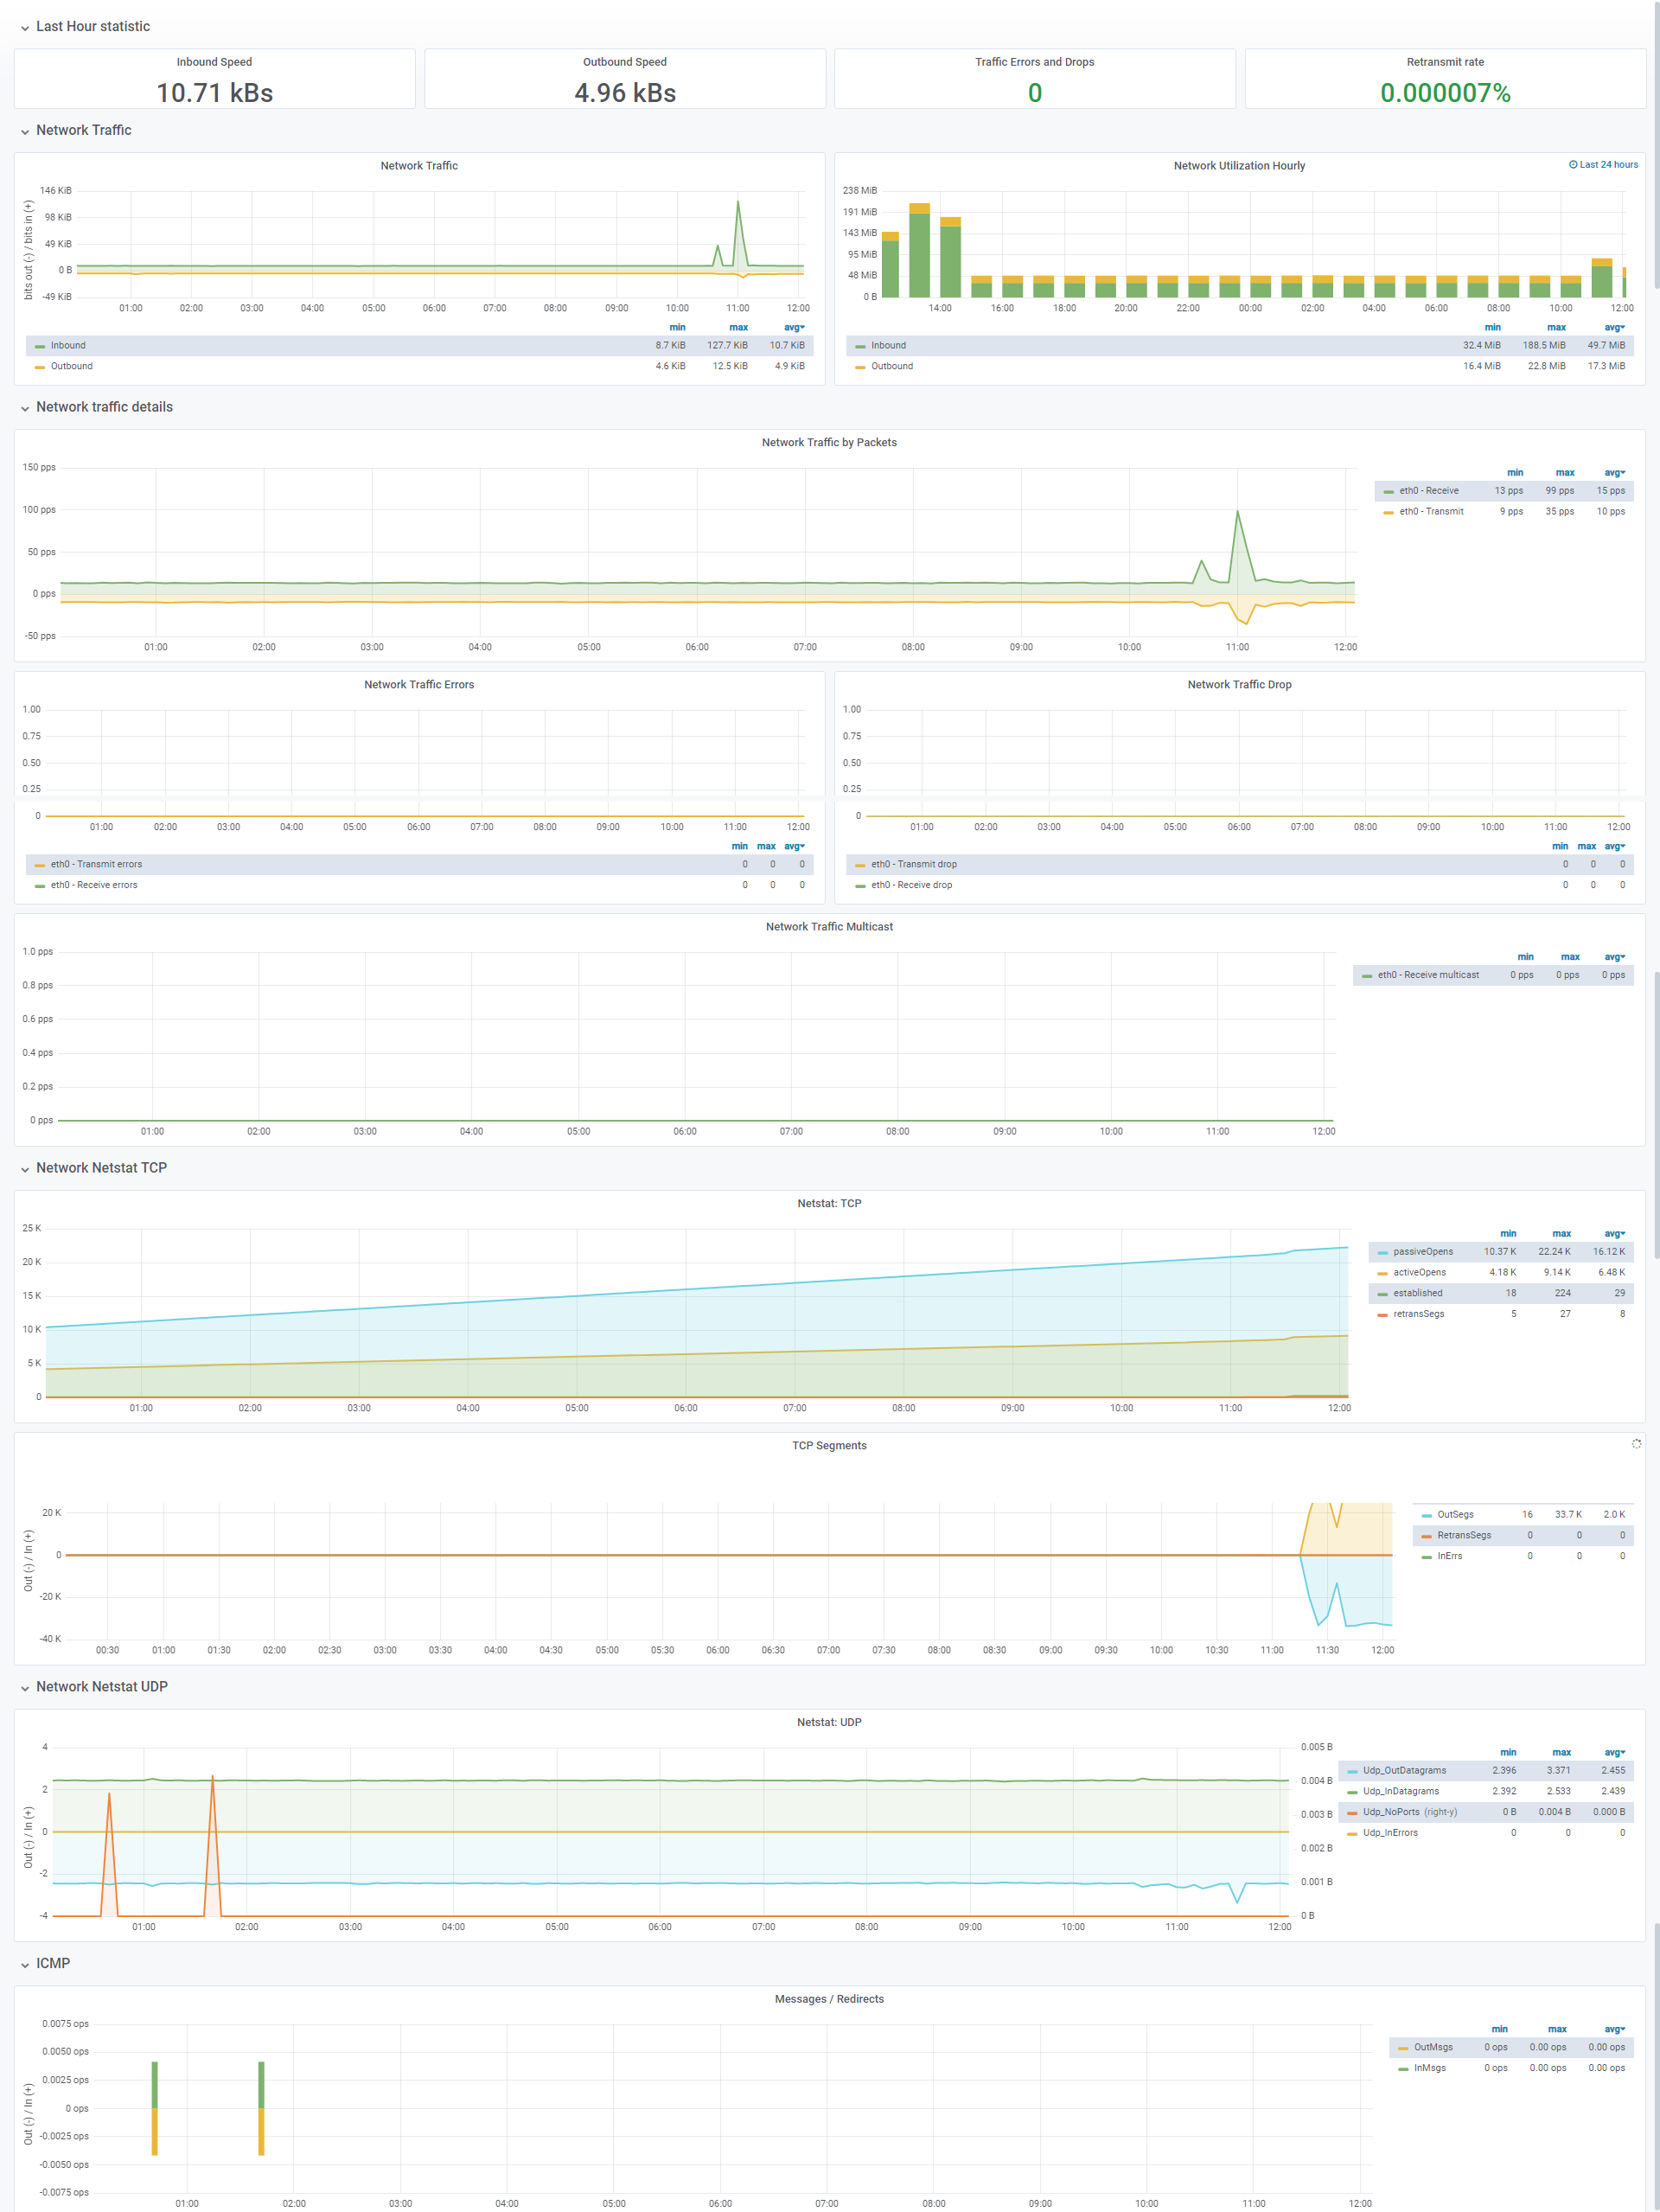 Last Hour statistic
Inbound Speed
10.71 kBs
Outbound Speed
4.96 kBs
Traffic Errors and Drops
0
Retransmit rate
0.000007%
Network Traffic
Network Traffic
bits out (-) / bits in (+)
146 KiB
98 KiB
49 KiB
0 B
-49 KiB
01:00 02:00 03:00 04:00 05:00 06:00 07:00 08:00 09:00 10:00 11:00 12:00
min max avg
Inbound 8.7 KiB 127.7 KiB 10.7 KiB
Outbound 4.6 KiB 12.5 KiB 4.9 KiB
Network Utilization Hourly
Last 24 hours
238 MiB
191 MiB
143 MiB
95 MiB
48 MiB
0 B
14:00 16:00 18:00 20:00 22:00 00:00 02:00 04:00 06:00 08:00 10:00 12:00
min max avg
Inbound 32.4 MiB 188.5 MiB 49.7 MiB
Outbound 16.4 MiB 22.8 MiB 17.3 MiB
Network traffic details
Network Traffic by Packets
150 pps
100 pps
50 pps
0 pps
-50 pps
01:00 02:00 03:00 04:00 05:00 06:00 07:00 08:00 09:00 10:00 11:00 12:00
min max avg
eth0 - Receive 13 pps 99 pps 15 pps
eth0 - Transmit 9 pps 35 pps 10 pps
Network Traffic Errors
1.00
0.75
0.50
0.25
0
01:00 02:00 03:00 04:00 05:00 06:00 07:00 08:00 09:00 10:00 11:00 12:00
min max avg
eth0 - Transmit errors 0 0 0
eth0 - Receive errors 0 0 0
Network Traffic Drop
1.00
0.75
0.50
0.25
0
01:00 02:00 03:00 04:00 05:00 06:00 07:00 08:00 09:00 10:00 11:00 12:00
min max avg
eth0 - Transmit drop 0 0 0
eth0 - Receive drop 0 0 0
Network Traffic Multicast
1.0 pps
0.8 pps
0.6 pps
0.4 pps
0.2 pps
0 pps
01:00 02:00 03:00 04:00 05:00 06:00 07:00 08:00 09:00 10:00 11:00 12:00
min max avg
eth0 - Receive multicast 0 pps 0 pps 0 pps
Network Netstat TCP
Netstat: TCP
25 K
20 K
15 K
10 K
5 K
0
01:00 02:00 03:00 04:00 05:00 06:00 07:00 08:00 09:00 10:00 11:00 12:00
min max avg
passiveOpens 10.37 K 22.24 K 16.12 K
activeOpens 4.18 K 9.14 K 6.48 K
established 18 224 29
retransSegs 5 27 8
TCP Segments
Out (-) / In (+)
20 K
0
-20 K
-40 K
00:30 01:00 01:30 02:00 02:30 03:00 03:30 04:00 04:30 05:00 05:30 06:00 06:30 07:00 07:30 08:00 08:30 09:00 09:30 10:00 10:30 11:00 11:30 12:00
OutSegs 16 33.7 K 2.0 K
RetransSegs 0 0 0
InErrs 0 0 0
Network Netstat UDP
Netstat: UDP
Out (-) / In (+)
4
2
0
-2
-4
0.005 B
0.004 B
0.003 B
0.002 B
0.001 B
0 B
01:00 02:00 03:00 04:00 05:00 06:00 07:00 08:00 09:00 10:00 11:00 12:00
min max avg
Udp_OutDatagrams 2.396 3.371 2.455
Udp_InDatagrams 2.392 2.533 2.439
Udp_NoPorts (right-y) 0 B 0.004 B 0.000 B
Udp_InErrors 0 0 0
ICMP
Messages / Redirects
Out (-) / In (+)
0.0075 ops
0.0050 ops
0.0025 ops
0 ops
-0.0025 ops
-0.0050 ops
-0.0075 ops
01:00 02:00 03:00 04:00 05:00 06:00 07:00 08:00 09:00 10:00 11:00 12:00
min max avg
OutMsgs 0 ops 0.00 ops 0.00 ops
InMsgs 0 ops 0.00 ops 0.00 ops